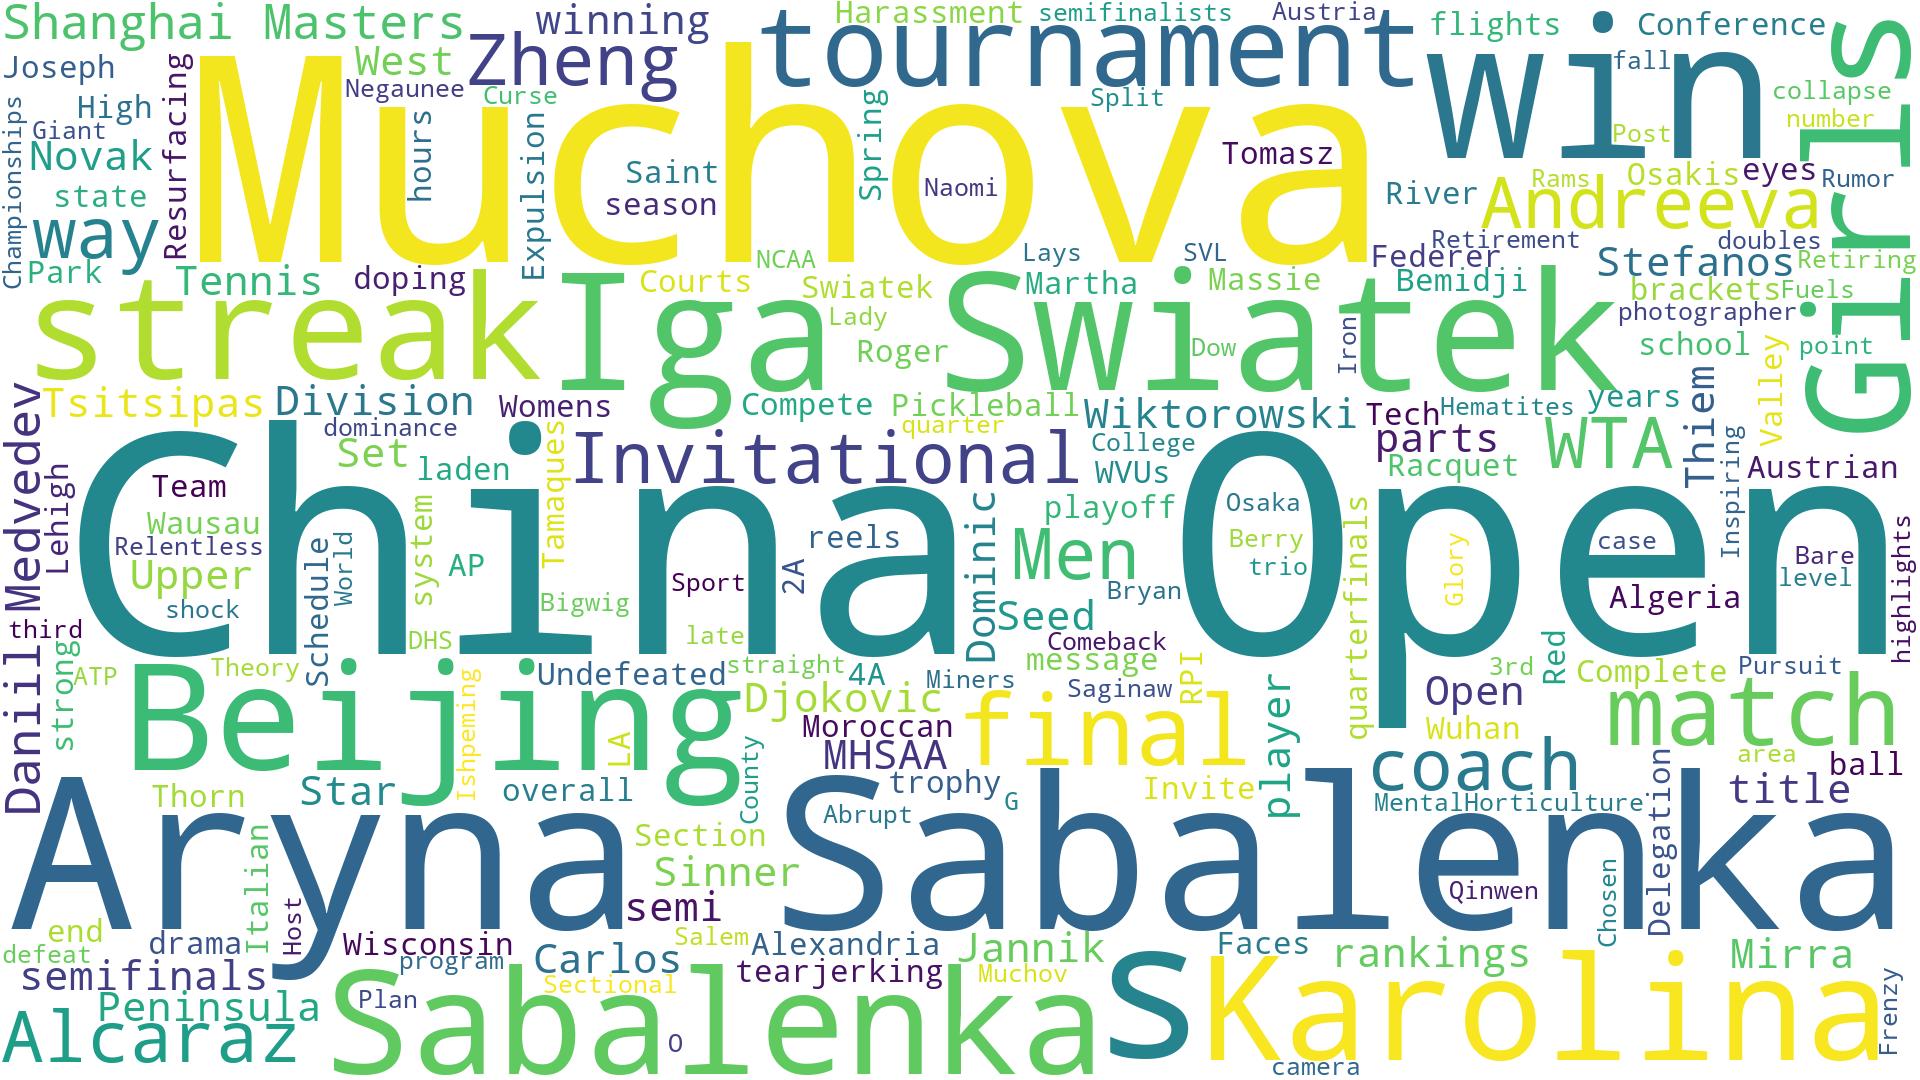 Shanghai Masters
winning
Harassment
semifinalists
Austria
flights
Conference
Joseph
West
Zheng
tournament
win
fall
Girls
High
Negaunee
Curse
Split
collapse
Giant
number
Championships
Novak
Resurfacing
Muchova
hours
Expulsion
Spring
Tomasz
Post
state
Saint
season
Naomi
River
Rams
Osakis
eyes
Rumor
Andreeva
way
Park
Tennis
doping
NCAA
Lays
SVL
Federer
Retirement
doubles
Stefanos
Retiring
Courts
Swiatek
Martha
Massie
Bemidji
brackets
Fuels
streak
Iga Swiatek
Lady
Roger
Dow
Iron
photographer
school
point
Medvedev
Tsitsipas
Division
Womens
Compete
Pickleball
Wiktorowski
Tech
Hematites
years
Thiem
Valley
dominance
quarter
Set
laden
Tamaques
Invitational
College
WVUs
parts
Racquet
WTA
Inspiring
Austrian
Lehigh
Team
China Open
Wausau
Relentless
Upper
shock
Schedule
World
system
AP
Bigwig
DHS
Sport
late
2A
reels
Dominic
playoff
Men
Bryan
Seed
Osaka
Berry
trio
quarterfinals
Glory
case
Algeria
Bare
level
highlights
third
Daniil
strong
ATP
Theory
Beijing
Ishpeming
Undefeated
straight
4A
Miners
Comeback
message
Saginaw
RPI
3rd
Red
Complete
Pursuit
Djokovic
Moroccan
MHSAA
final
player
Open
Wuhan
match
LA
County
coach
area
ball
Thorn
Star
overall
trophy
G
Invite
MentalHorticulture
Delegation
title
Aryna Sabalenka
Abrupt
Section
Sinner
Italian
Host
semi
Qinwen
Chosen
end
defeat
drama
Wisconsin
program
Carlos
Salem
Alexandria
Jannik
Faces
rankings
Mirra
semifinals
Sectional
tearjerking
Muchov
Peninsula
Plan
Alcaraz
Sabalenka
O
s
Karolina
Frenzy
camera